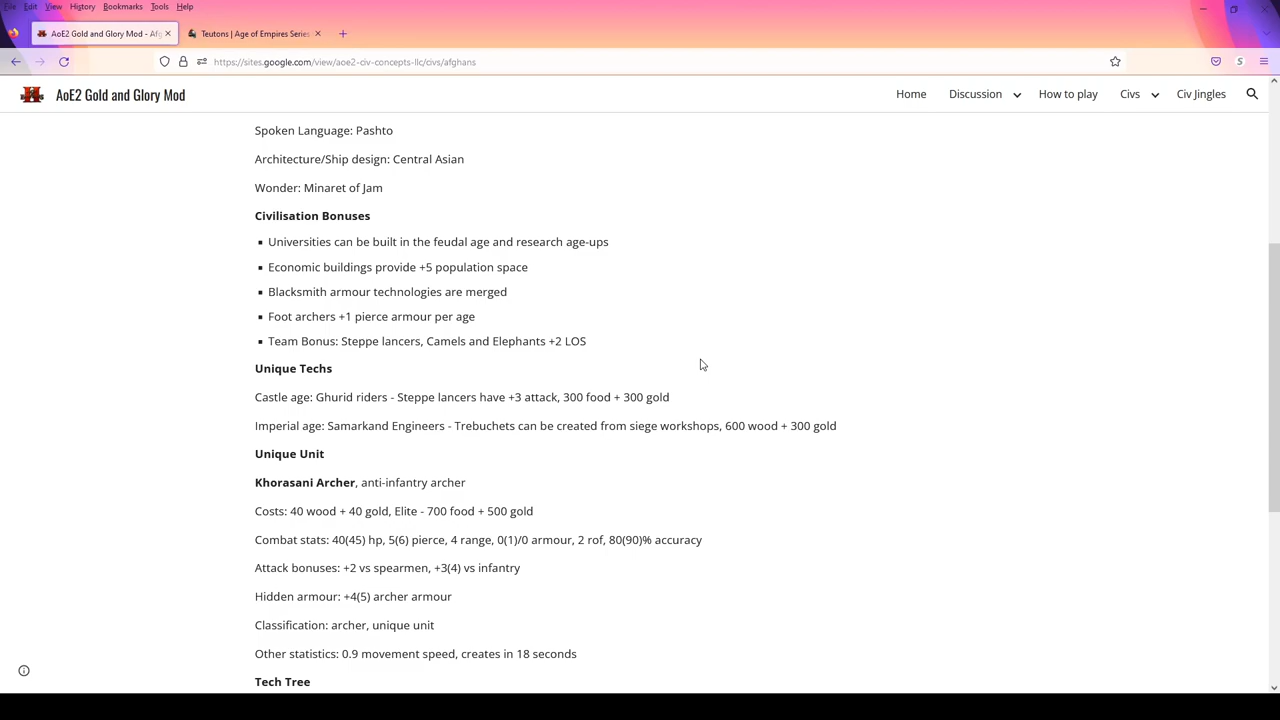 File Edit View History Bookmarks Tools Help
AoE2 Gold and Glory Mod - Afg
Teutons | Age of Empires Series
https://sites.google.com/view/aoe2-civ-concepts-llc/civs/afghans
AoE2 Gold and Glory Mod
Home Discussion How to play Civs Civ Jingles
Spoken Language: Pashto
Architecture/Ship design: Central Asian
Wonder: Minaret of Jam
Civilisation Bonuses
▪ Universities can be built in the feudal age and research age-ups
▪ Economic buildings provide +5 population space
▪ Blacksmith armour technologies are merged
▪ Foot archers +1 pierce armour per age
▪ Team Bonus: Steppe lancers, Camels and Elephants +2 LOS
Unique Techs
Castle age: Ghurid riders - Steppe lancers have +3 attack, 300 food + 300 gold
Imperial age: Samarkand Engineers - Trebuchets can be created from siege workshops, 600 wood + 300 gold
Unique Unit
Khorasani Archer, anti-infantry archer
Costs: 40 wood + 40 gold, Elite - 700 food + 500 gold
Combat stats: 40(45) hp, 5(6) pierce, 4 range, 0(1)/0 armour, 2 rof, 80(90)% accuracy
Attack bonuses: +2 vs spearmen, +3(4) vs infantry
Hidden armour: +4(5) archer armour
Classification: archer, unique unit
Other statistics: 0.9 movement speed, creates in 18 seconds
Tech Tree